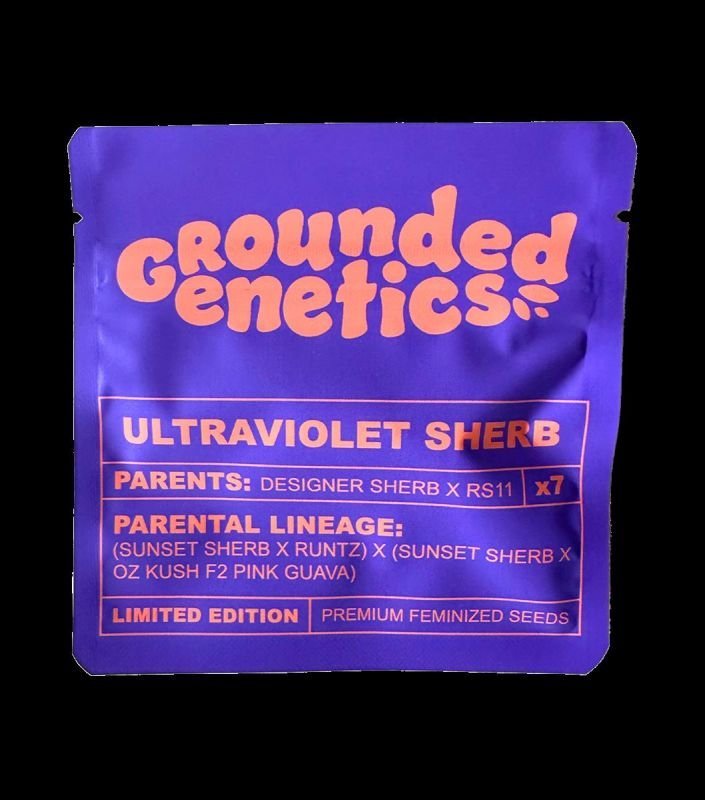 Grounded
Genetics
ULTRAVIOLET SHERB
PARENTS: DESIGNER SHERB X RS11 x7
PARENTAL LINEAGE:
(SUNSET SHERB X RUNTZ) X (SUNSET SHERB X
OZ KUSH F2 PINK GUAVA)
LIMITED EDITION PREMIUM FEMINIZED SEEDS